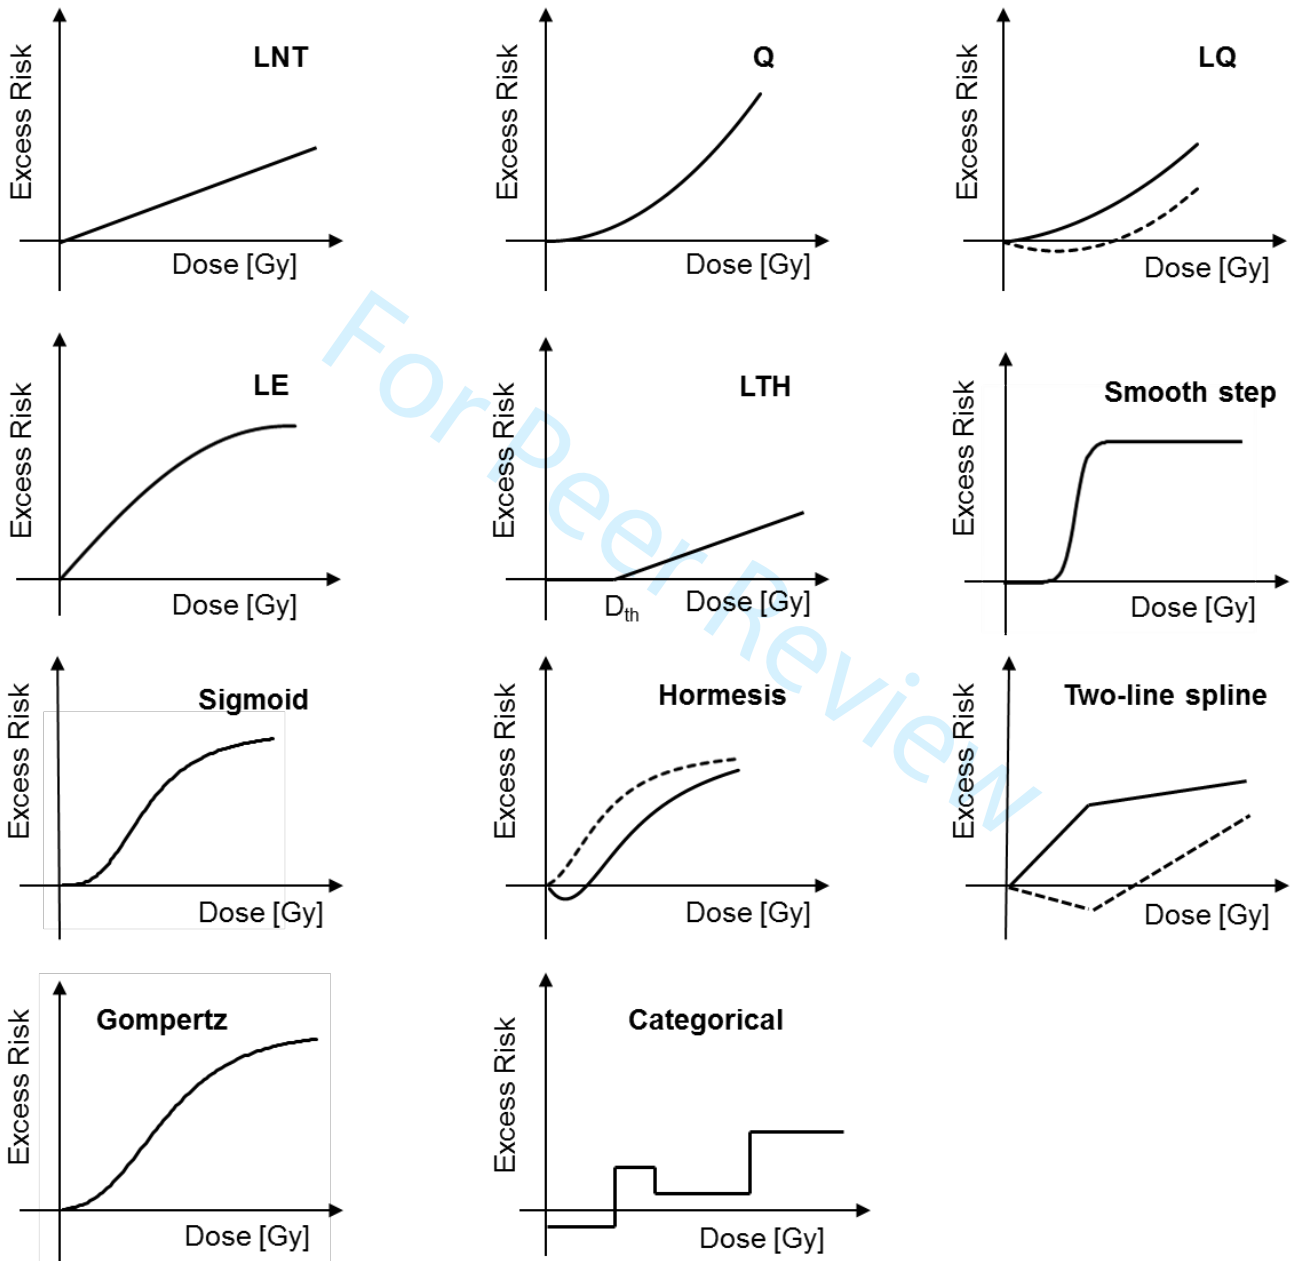 LNT
Excess Risk
Dose [Gy]
Q
Excess Risk
Dose [Gy]
LQ
Excess Risk
Dose [Gy]
LE
Excess Risk
Dose [Gy]
LTH
Excess Risk
Dth
Dose [Gy]
Smooth step
Excess Risk
Dose [Gy]
Sigmoid
Excess Risk
Dose [Gy]
Hormesis
Excess Risk
Dose [Gy]
Two-line spline
Excess Risk
Dose [Gy]
Gompertz
Excess Risk
Dose [Gy]
Categorical
Excess Risk
Dose [Gy]
For Peer Review